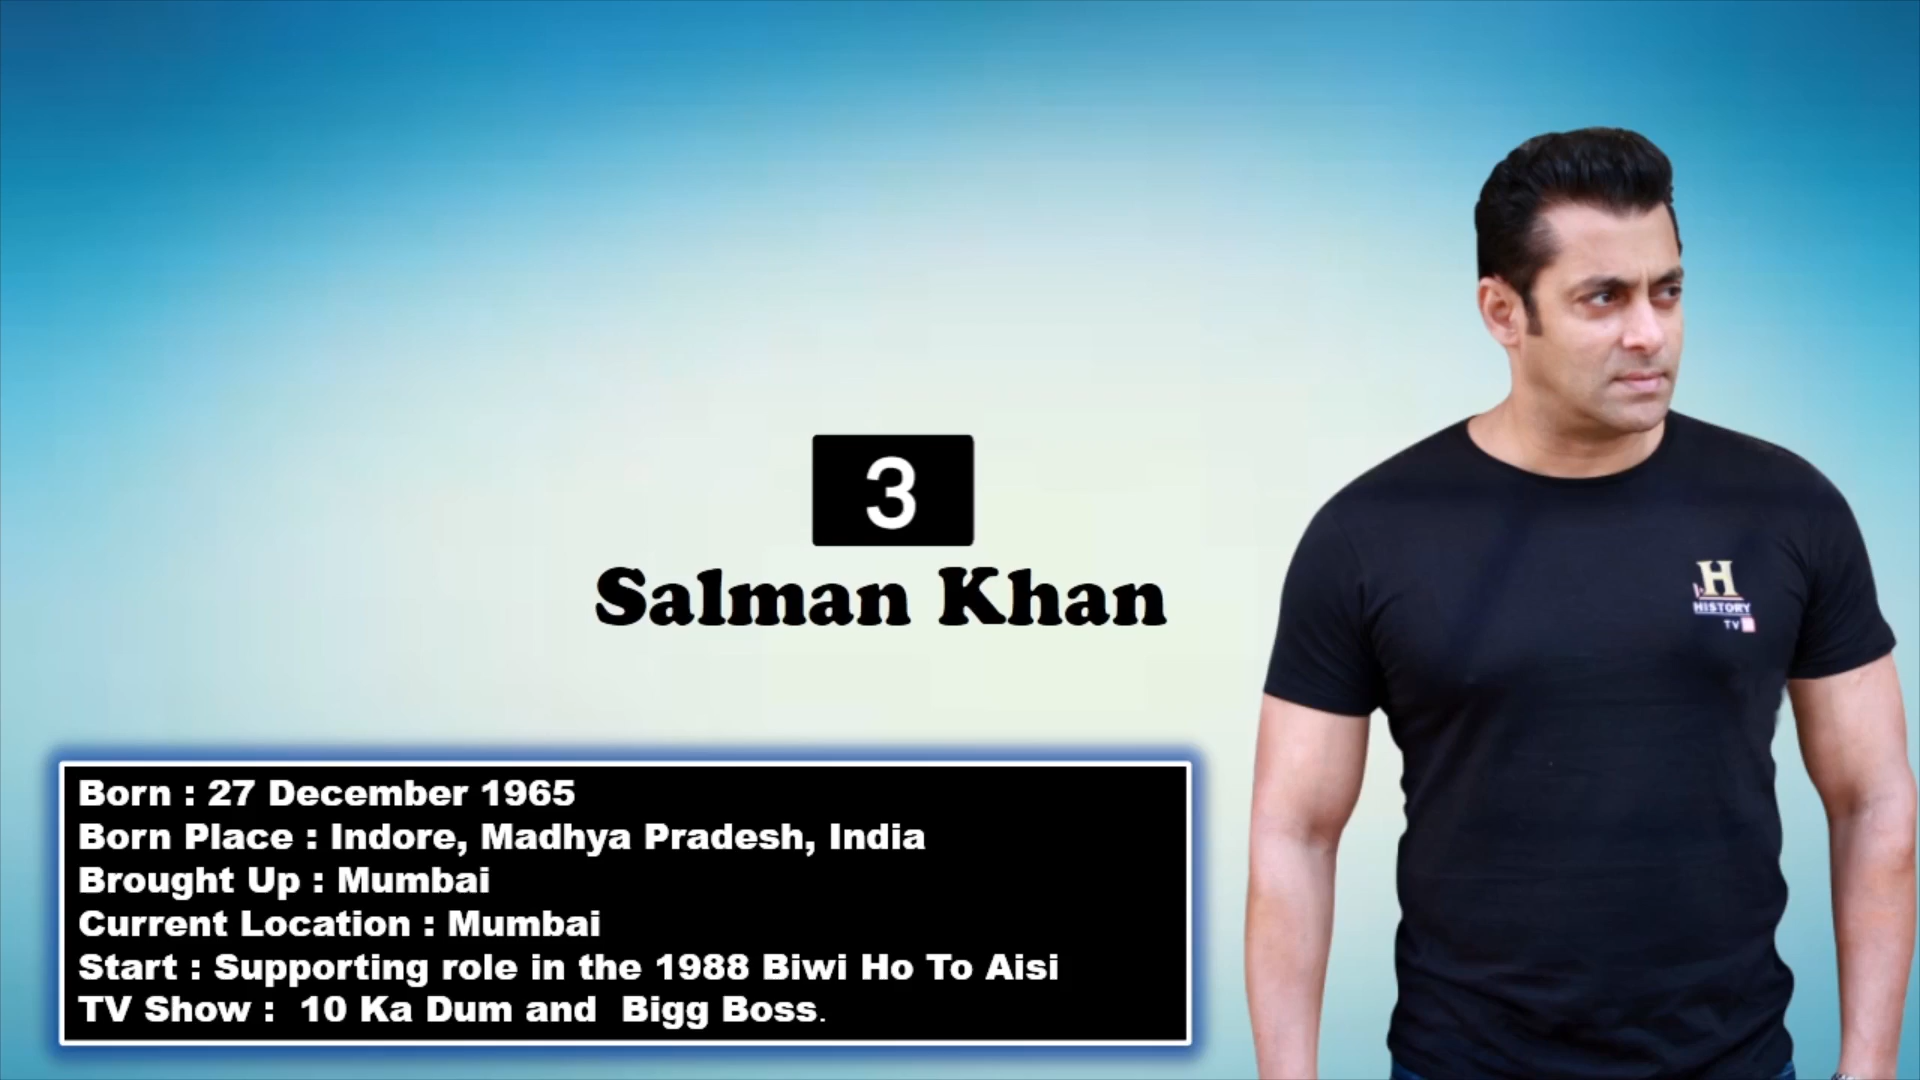 3
Salman Khan
H
HISTORY
TV
Born : 27 December 1965
Born Place : Indore, Madhya Pradesh, India
Brought Up : Mumbai
Current Location : Mumbai
Start : Supporting role in the 1988 Biwi Ho To Aisi
TV Show :  10 Ka Dum and  Bigg Boss.